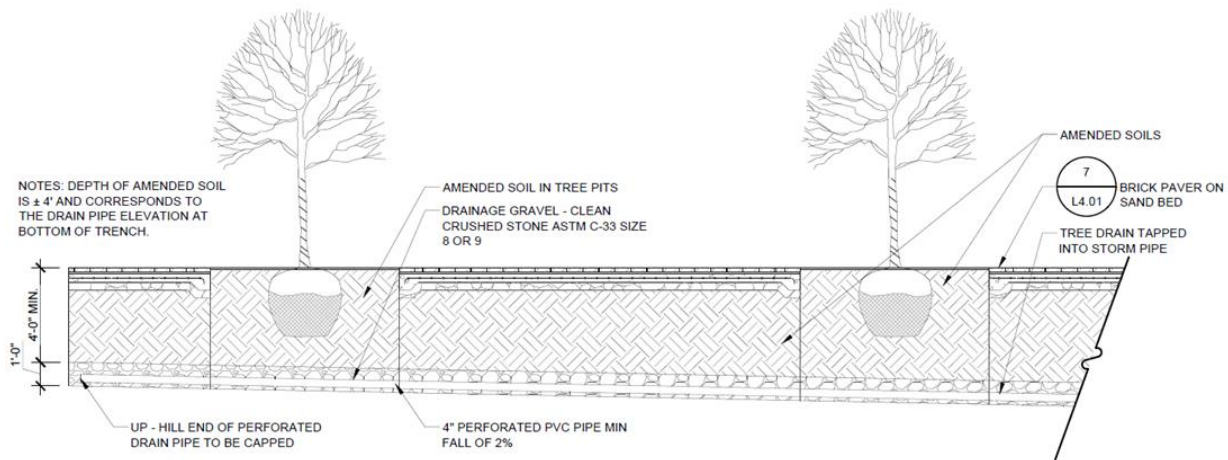 NOTES: DEPTH OF AMENDED SOIL
IS ± 4' AND CORRESPONDS TO
THE DRAIN PIPE ELEVATION AT
BOTTOM OF TRENCH.
AMENDED SOIL IN TREE PITS
DRAINAGE GRAVEL - CLEAN
CRUSHED STONE ASTM C-33 SIZE
8 OR 9
AMENDED SOILS
7
L4.01
BRICK PAVER ON
SAND BED
TREE DRAIN TAPPED
INTO STORM PIPE
4'-0" MIN.
1'-0"
UP - HILL END OF PERFORATED
DRAIN PIPE TO BE CAPPED
4" PERFORATED PVC PIPE MIN
FALL OF 2%